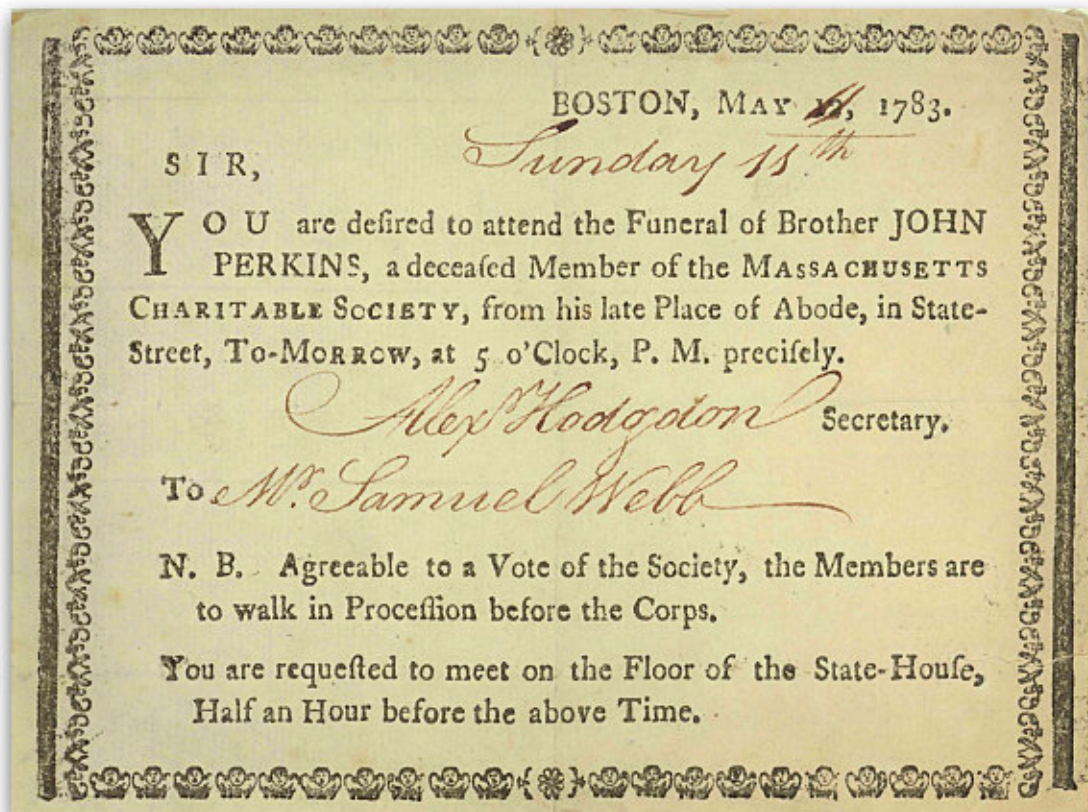 BOSTON, MAY 11, 1783.
Sunday 11th
SIR,
YOU are deſired to attend the Funeral of Brother JOHN
PERKINS, a deceaſed Member of the MASSACHUSETTS
CHARITABLE SOCIETY, from his late Place of Abode, in State-
Street, TO-MORROW, at 5 o'Clock, P. M. preciſely.
Alexr Hodgdon Secretary.
To Mr. Samuel Webb
N. B. Agreeable to a Vote of the Society, the Members are
to walk in Proceſſion before the Corps.
You are requeſted to meet on the Floor of the State-Houſe,
Half an Hour before the above Time.